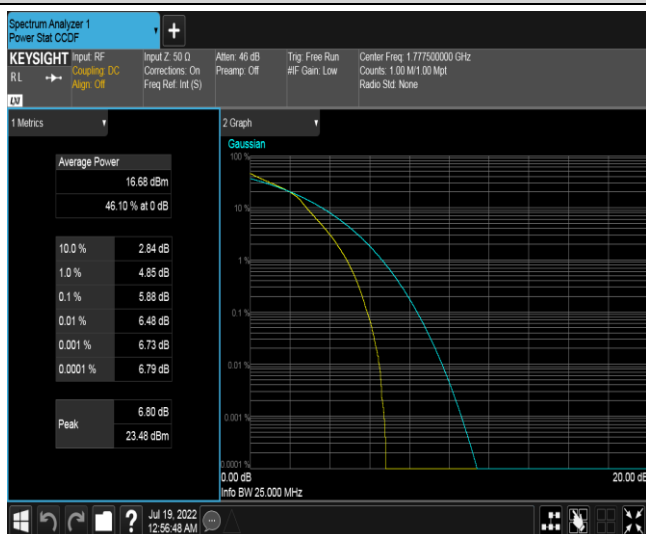 Spectrum Analyzer 1
Power Stat CCDF
+
KEYSIGHT
RL
LXI
Input: RF
Coupling: DC
Align: Off
Input Z: 50 Ω
Corrections: On
Freq Ref: Int (S)
Atten: 46 dB
Preamp: Off
Trig: Free Run
#IF Gain: Low
Center Freq: 1.777500000 GHz
Counts: 1.00 M/1.00 Mpt
Radio Std: None
1 Metrics
Average Power
16.68 dBm
46.10 % at 0 dB
10.0 % 2.84 dB
1.0 % 4.85 dB
0.1 % 5.88 dB
0.01 % 6.48 dB
0.001 % 6.73 dB
0.0001 % 6.79 dB
Peak
6.80 dB
23.48 dBm
2 Graph
Gaussian
100 %
10 %
1 %
0.1 %
0.01 %
0.001 %
0.0001 %
0.00 dB
20.00 dB
Info BW 25.000 MHz
?
Jul 19, 2022
12:56:48 AM